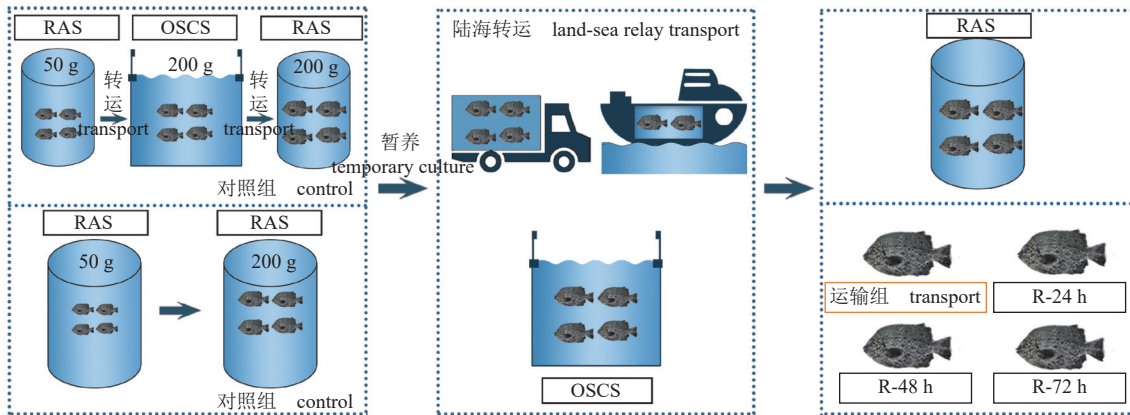 RAS
OSCS
RAS
50 g
200 g
200 g
转运
transport
转运
transport
对照组 control
RAS
RAS
50 g
200 g
对照组 control
暂养
temporary culture
陆海转运 land-sea relay transport
OSCS
RAS
运输组 transport
R-24 h
R-48 h
R-72 h